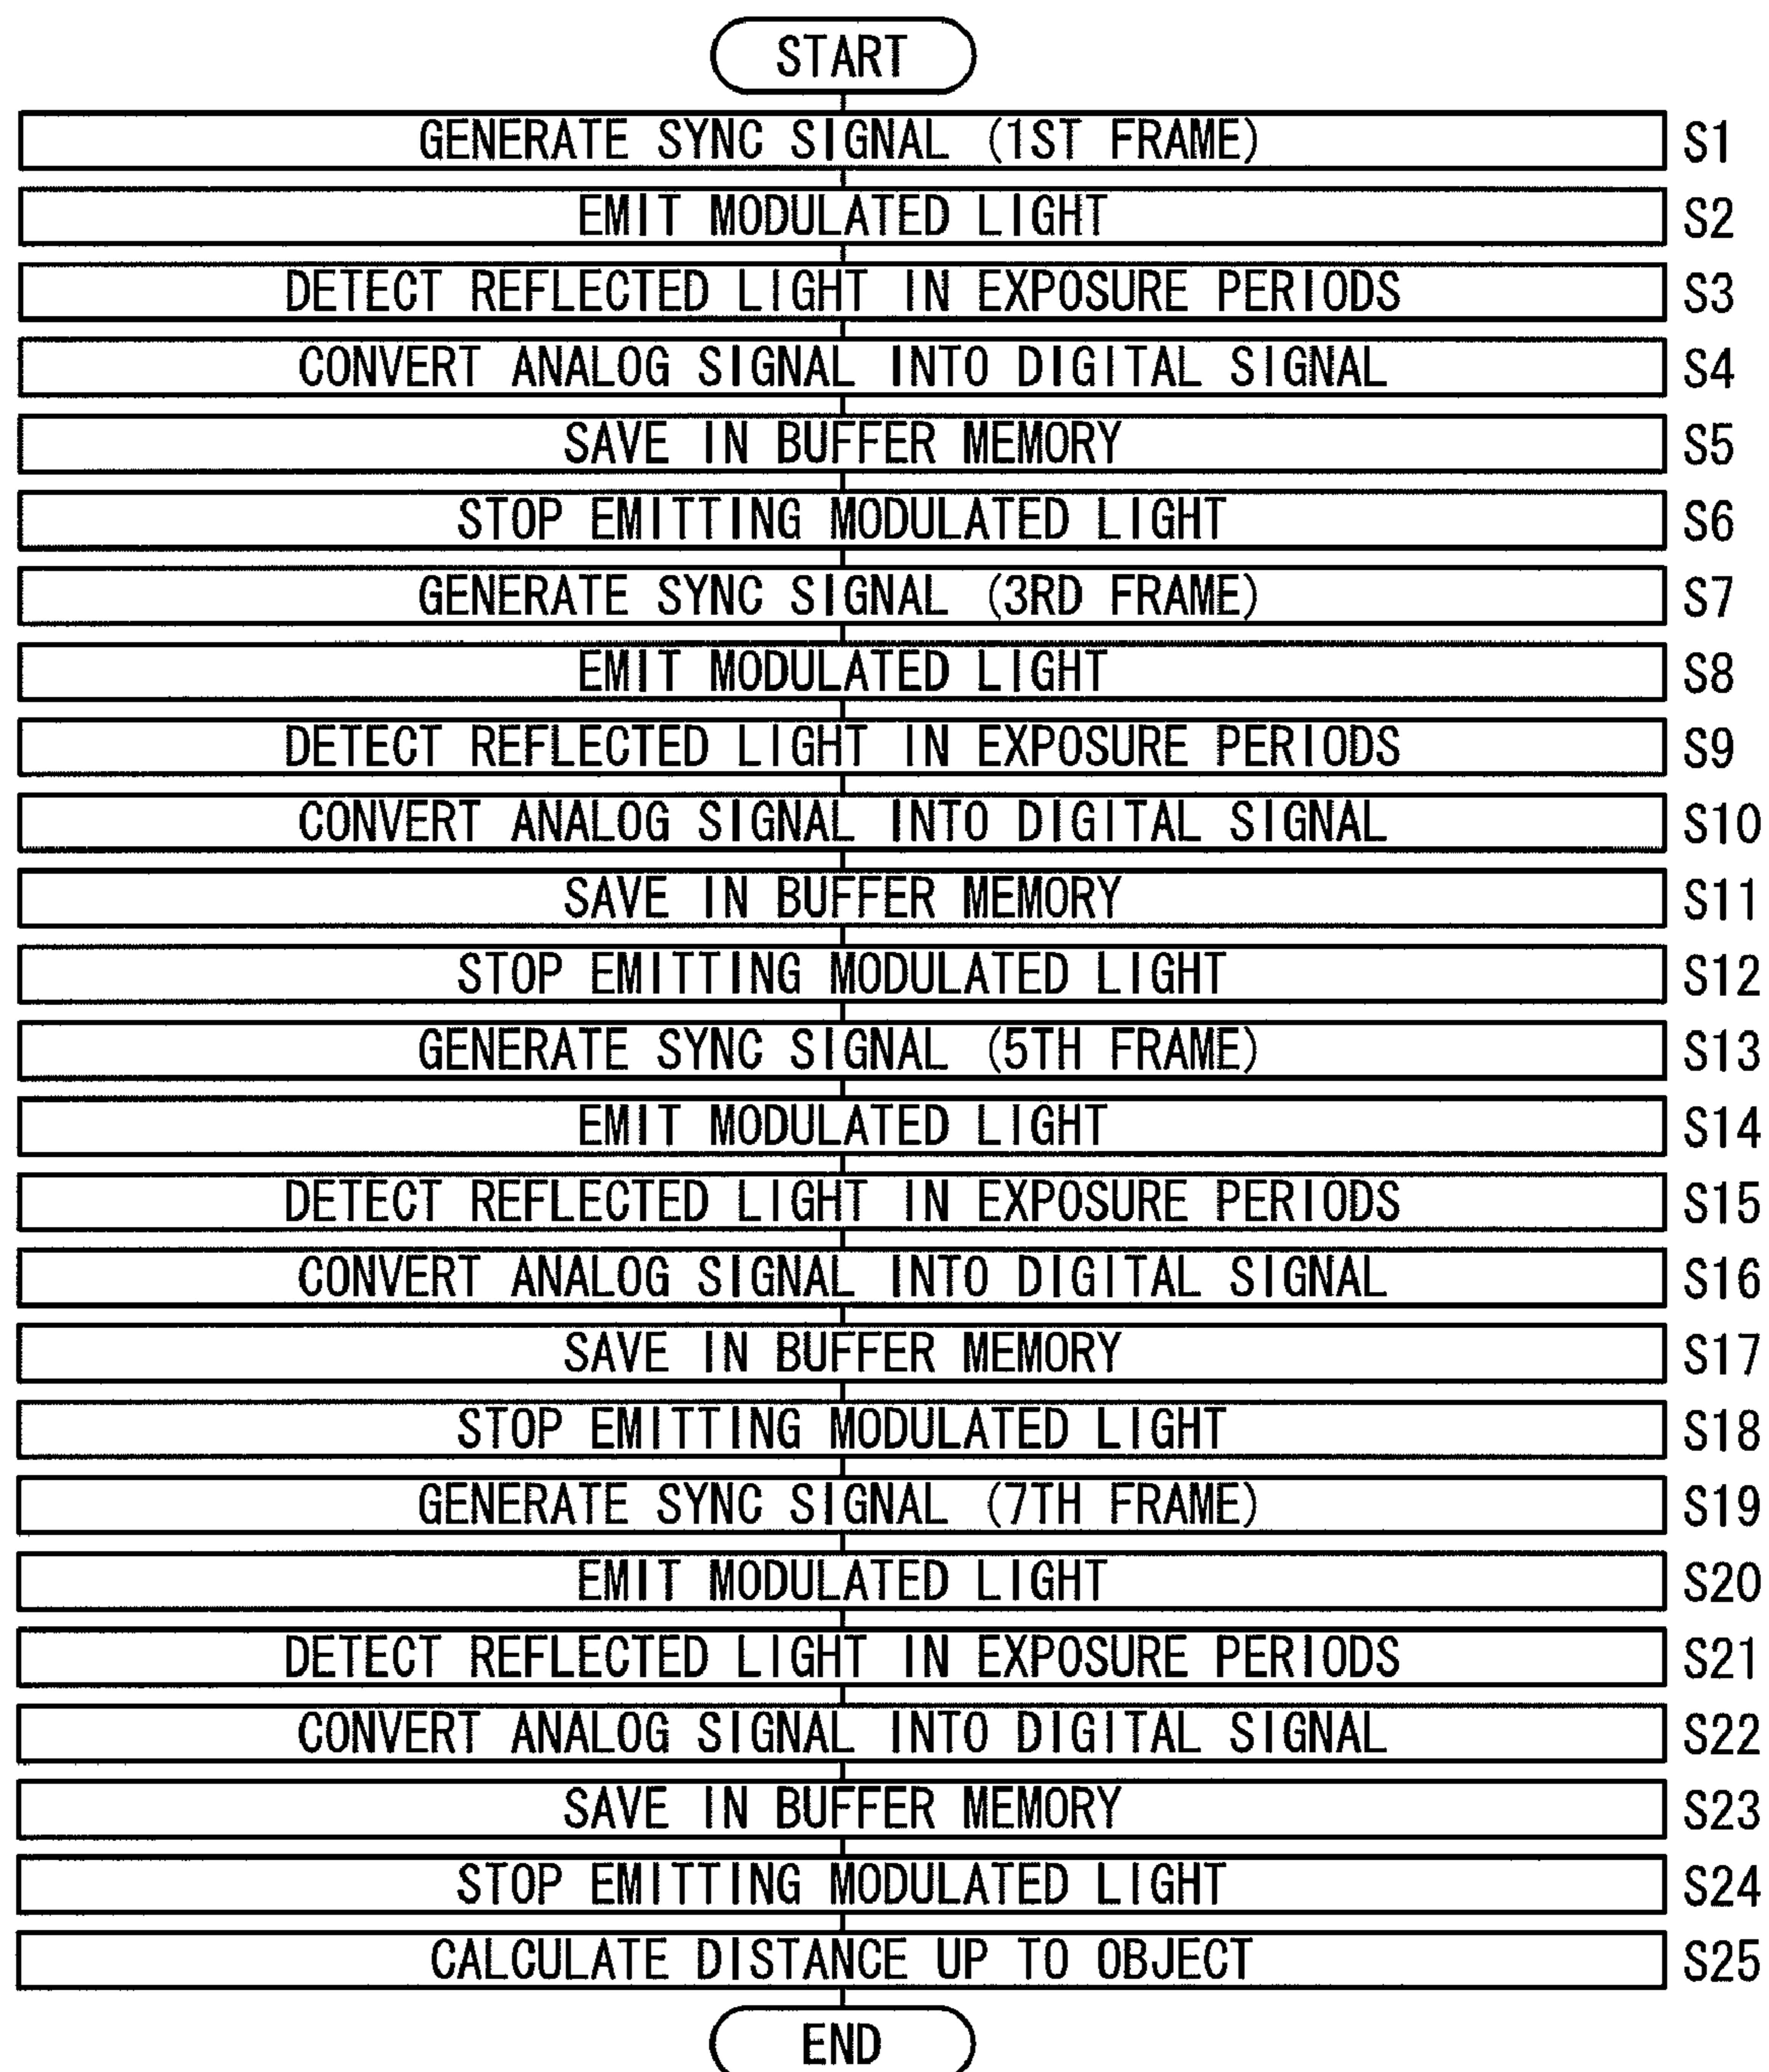 START
GENERATE SYNC SIGNAL (1ST FRAME) S1
EMIT MODULATED LIGHT S2
DETECT REFLECTED LIGHT IN EXPOSURE PERIODS S3
CONVERT ANALOG SIGNAL INTO DIGITAL SIGNAL S4
SAVE IN BUFFER MEMORY S5
STOP EMITTING MODULATED LIGHT S6
GENERATE SYNC SIGNAL (3RD FRAME) S7
EMIT MODULATED LIGHT S8
DETECT REFLECTED LIGHT IN EXPOSURE PERIODS S9
CONVERT ANALOG SIGNAL INTO DIGITAL SIGNAL S10
SAVE IN BUFFER MEMORY S11
STOP EMITTING MODULATED LIGHT S12
GENERATE SYNC SIGNAL (5TH FRAME) S13
EMIT MODULATED LIGHT S14
DETECT REFLECTED LIGHT IN EXPOSURE PERIODS S15
CONVERT ANALOG SIGNAL INTO DIGITAL SIGNAL S16
SAVE IN BUFFER MEMORY S17
STOP EMITTING MODULATED LIGHT S18
GENERATE SYNC SIGNAL (7TH FRAME) S19
EMIT MODULATED LIGHT S20
DETECT REFLECTED LIGHT IN EXPOSURE PERIODS S21
CONVERT ANALOG SIGNAL INTO DIGITAL SIGNAL S22
SAVE IN BUFFER MEMORY S23
STOP EMITTING MODULATED LIGHT S24
CALCULATE DISTANCE UP TO OBJECT S25
END